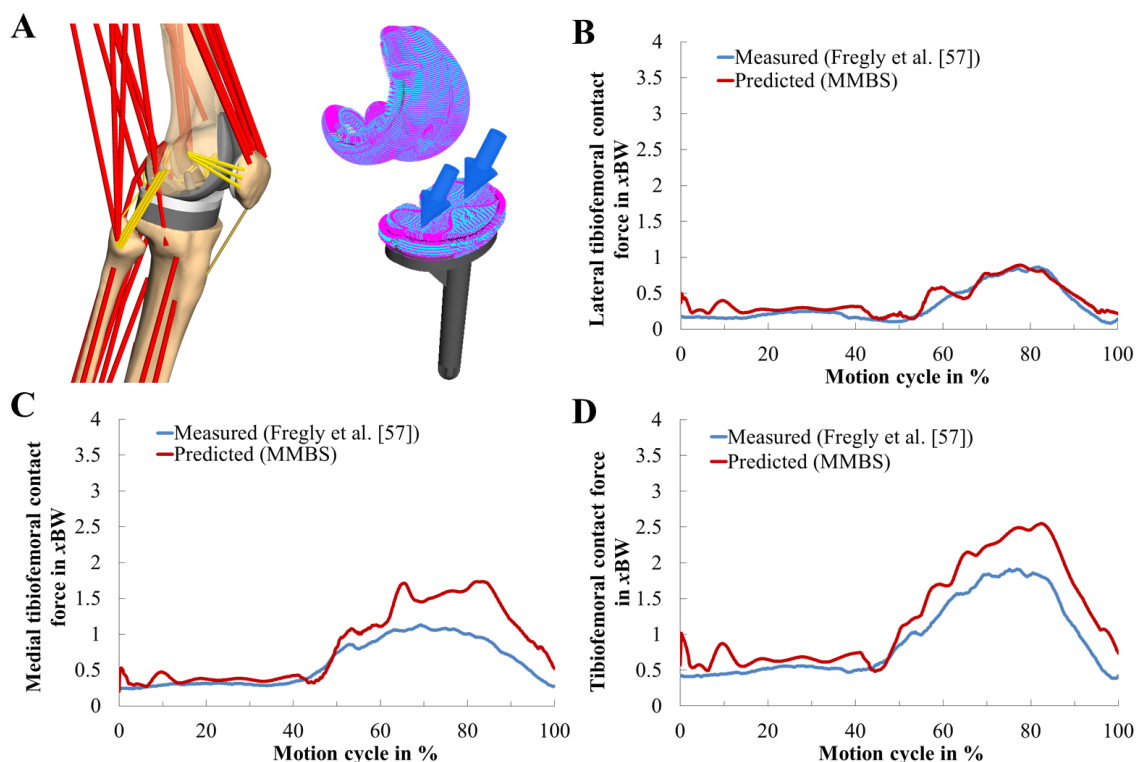 A
B
Measured (Fregly et al. [57])
Predicted (MMBS)
Lateral tibiofemoral contact
force in xBW
4
3.5
3
2.5
2
1.5
1
0.5
0
0 20 40 60 80 100
Motion cycle in %
C
Measured (Fregly et al. [57])
Predicted (MMBS)
Medial tibiofemoral contact
force in xBW
4
3.5
3
2.5
2
1.5
1
0.5
0
0 20 40 60 80 100
Motion cycle in %
D
Measured (Fregly et al. [57])
Predicted (MMBS)
Tibiofemoral contact force
in xBW
4
3.5
3
2.5
2
1.5
1
0.5
0
0 20 40 60 80 100
Motion cycle in %